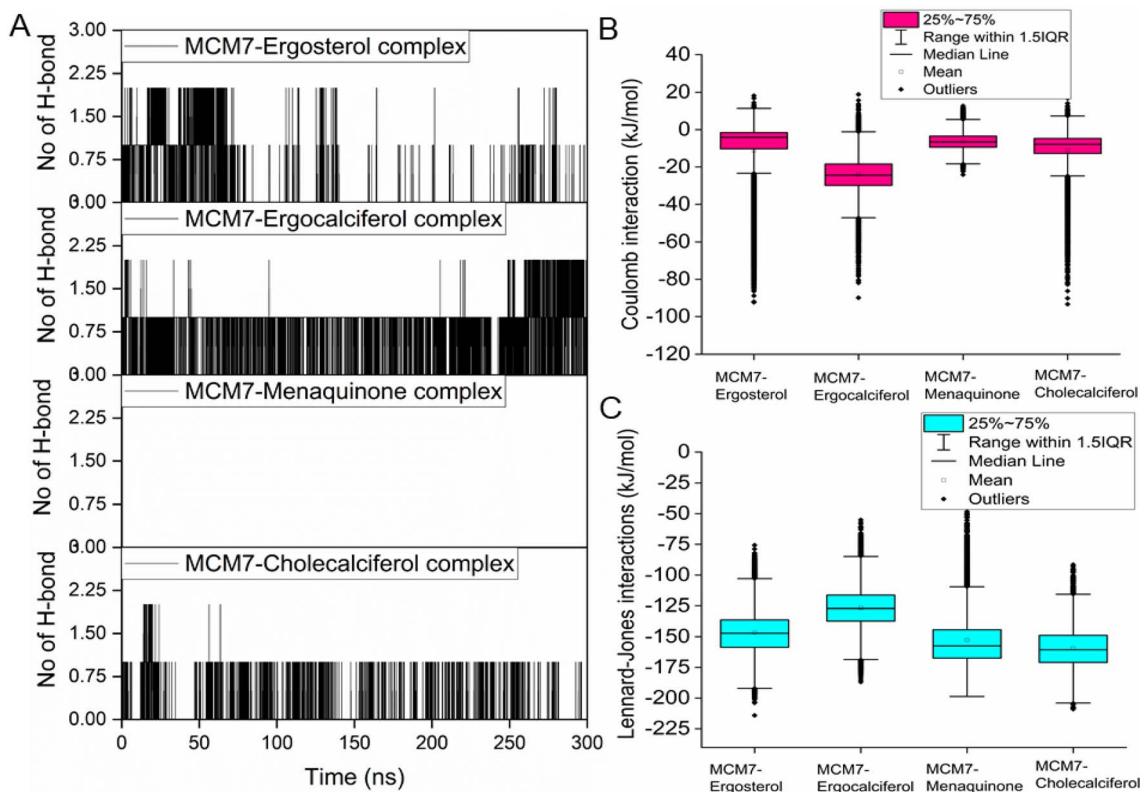 A
No of H-bond
3.00
2.25
1.50
0.75
0.00
MCM7-Ergosterol complex
No of H-bond
2.25
1.50
0.75
0.00
MCM7-Ergocalciferol complex
No of H-bond
2.25
1.50
0.75
0.00
MCM7-Menaquinone complex
No of H-bond
2.25
1.50
0.75
0.00
MCM7-Cholecalciferol complex
0 50 100 150 200 250 300
Time (ns)
B
25%~75%
Range within 1.5IQR
Median Line
Mean
Outliers
Coulomb interaction (kJ/mol)
40
20
0
-20
-40
-60
-80
-100
-120
MCM7-
Ergosterol
MCM7-
Ergocalciferol
MCM7-
Menaquinone
MCM7-
Cholecalciferol
C
25%~75%
Range within 1.5IQR
Median Line
Mean
Outliers
Lennard-Jones interactions (kJ/mol)
0
-25
-50
-75
-100
-125
-150
-175
-200
-225
MCM7-
Ergosterol
MCM7-
Ergocalciferol
MCM7-
Menaquinone
MCM7-
Cholecalciferol